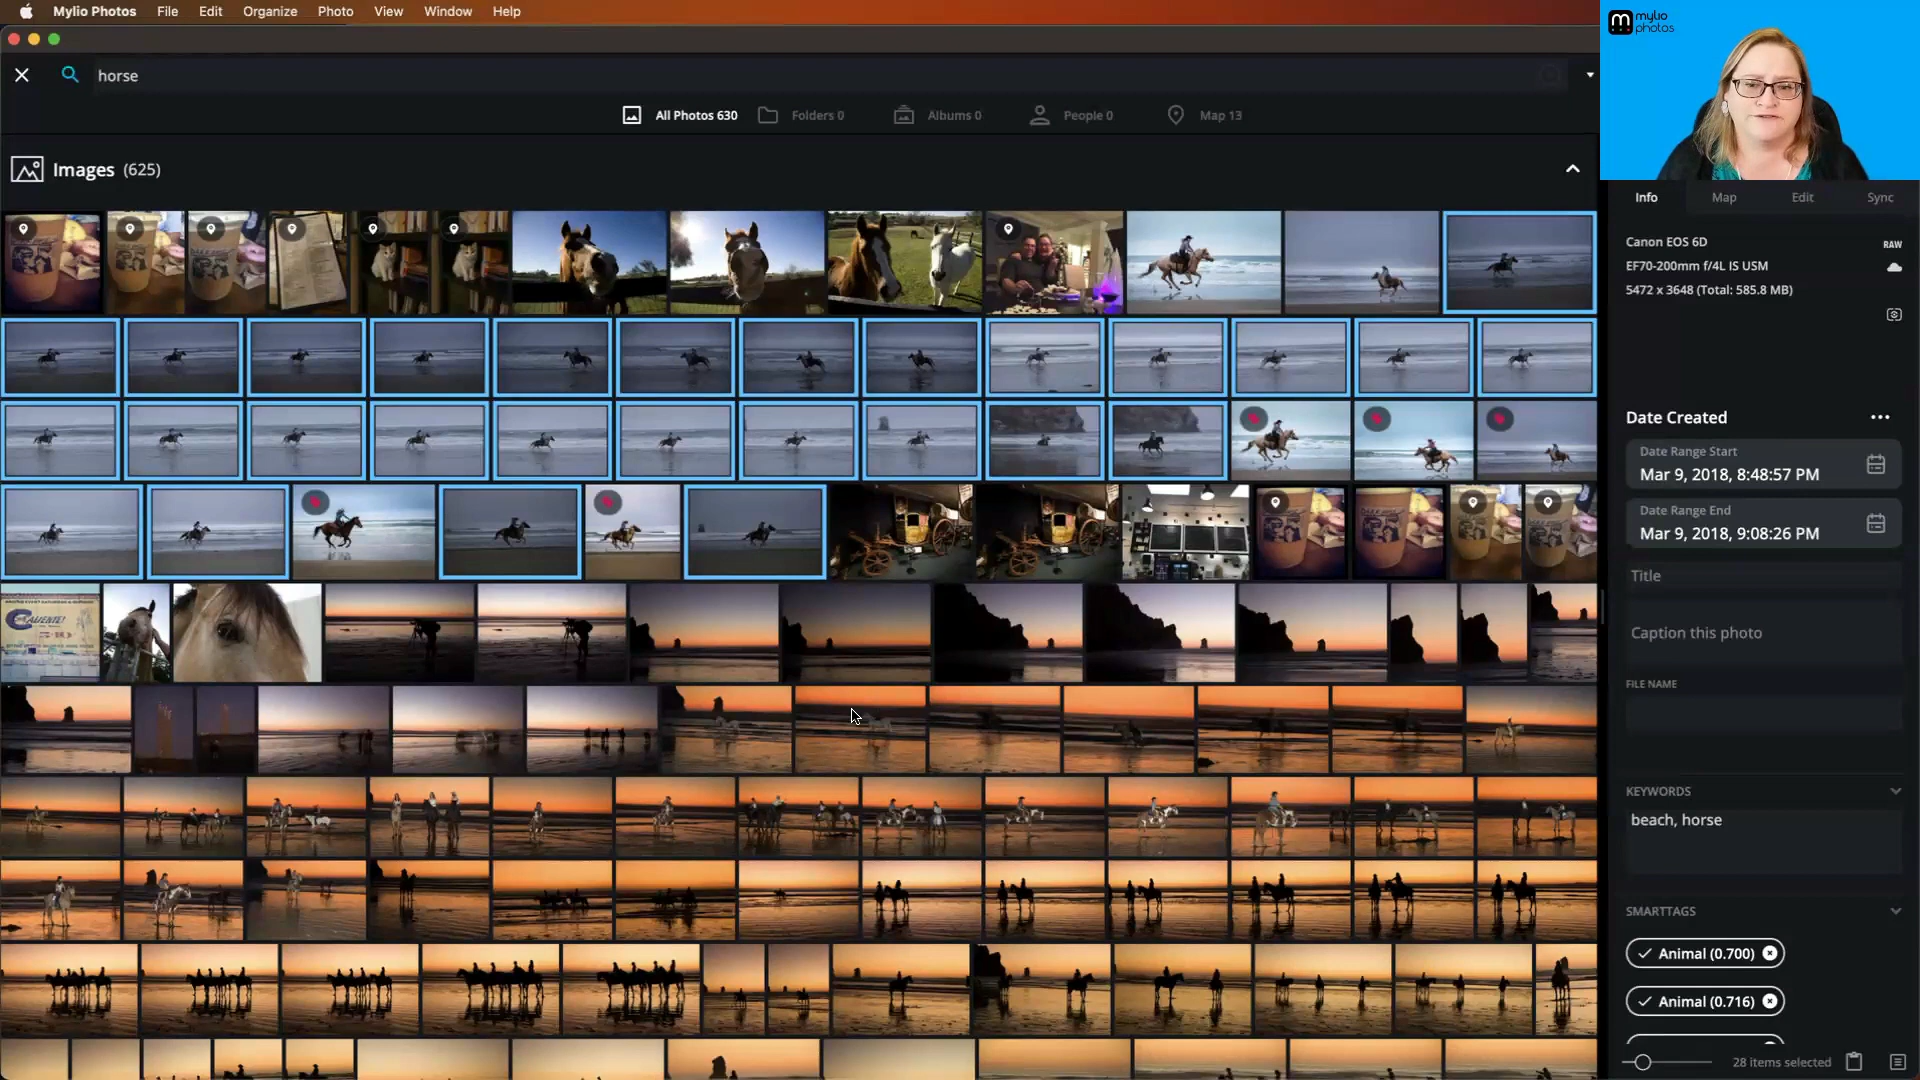 Mylio Photos File Edit Organize Photo View Window Help
mylio
photos
horse
All Photos 630 Folders 0 Albums 0 People 0 Map 13
Images (625)
Info Map Edit Sync
Canon EOS 6D RAW
EF70-200mm f/4L IS USM
5472 x 3648 (Total: 585.8 MB)
Date Created
Date Range Start
Mar 9, 2018, 8:48:57 PM
Date Range End
Mar 9, 2018, 9:08:26 PM
Title
Caption this photo
FILE NAME
KEYWORDS
beach, horse
SMARTTAGS
Animal (0.700)
Animal (0.716)
28 items selected
CALIENTE!